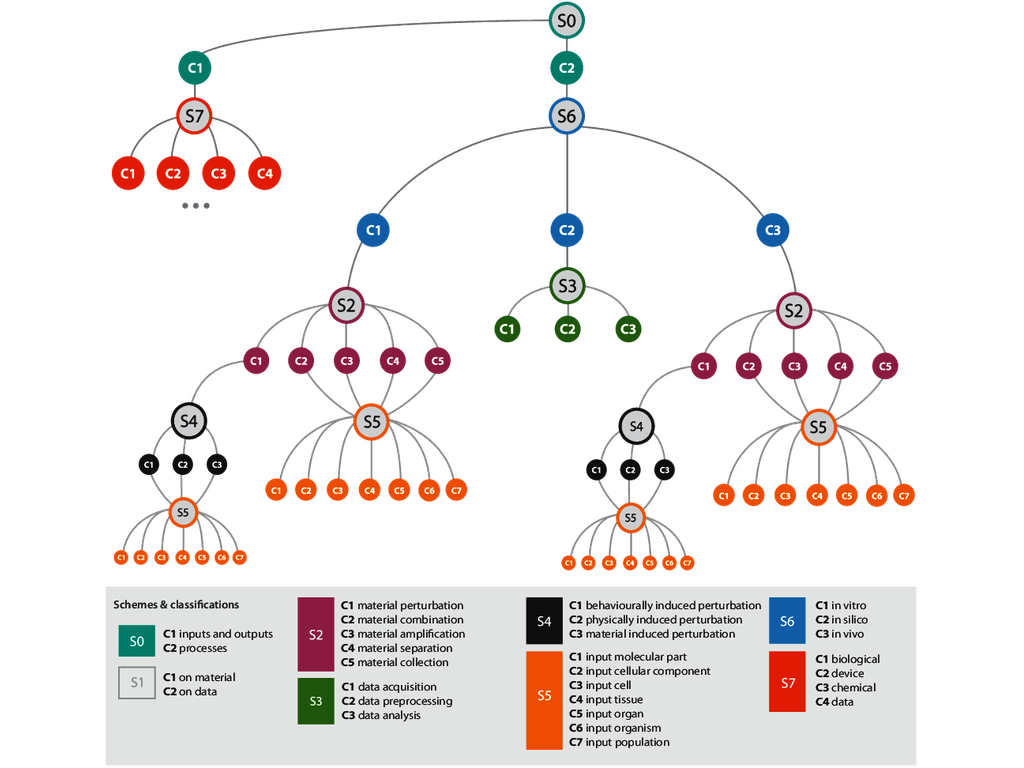 S0
C1
C2
S7
S6
C1 C2 C3 C4
...
C1 C2 C3
S2 S3 S2
C1 C2 C3
C1 C2 C3 C4 C5
C1 C2 C3 C4 C5
S4 S5 S4 S5
C1 C2 C3
C1 C2 C3
C1 C2 C3 C4 C5 C6 C7
C1 C2 C3 C4 C5 C6 C7
S5 S5
C1 C2 C3 C4 C5 C6 C7
C1 C2 C3 C4 C5 C6 C7
Schemes & classifications
S0
C1 inputs and outputs
C2 processes
S1
C1 on material
C2 on data
S2
C1 material perturbation
C2 material combination
C3 material amplification
C4 material separation
C5 material collection
S3
C1 data acquisition
C2 data preprocessing
C3 data analysis
S4
C1 behaviourally induced perturbation
C2 physically induced perturbation
C3 material induced perturbation
S5
C1 input molecular part
C2 input cellular component
C3 input cell
C4 input tissue
C5 input organ
C6 input organism
C7 input population
S6
C1 in vitro
C2 in silico
C3 in vivo
S7
C1 biological
C2 device
C3 chemical
C4 data